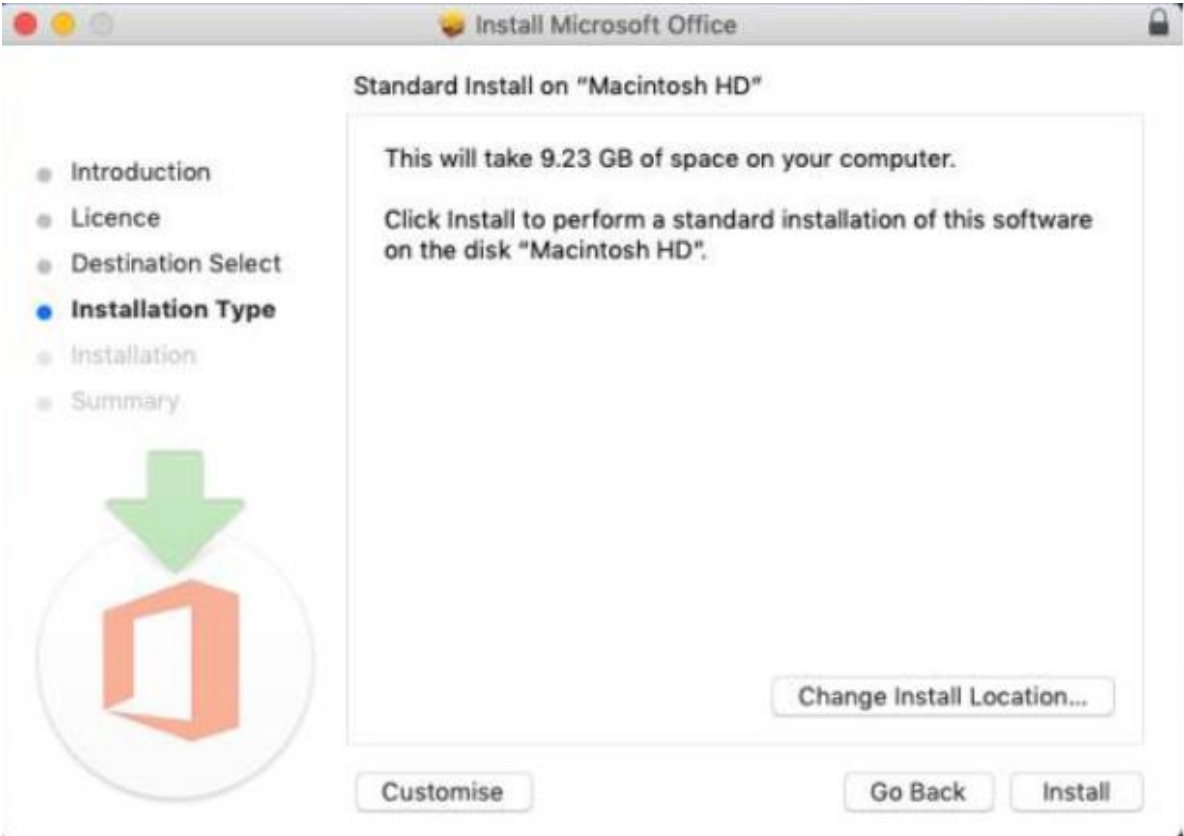 Install Microsoft Office
Standard Install on “Macintosh HD”
Introduction
Licence
Destination Select
Installation Type
Installation
Summary
This will take 9.23 GB of space on your computer.
Click Install to perform a standard installation of this software
on the disk “Macintosh HD”.
Change Install Location...
Customise
Go Back
Install